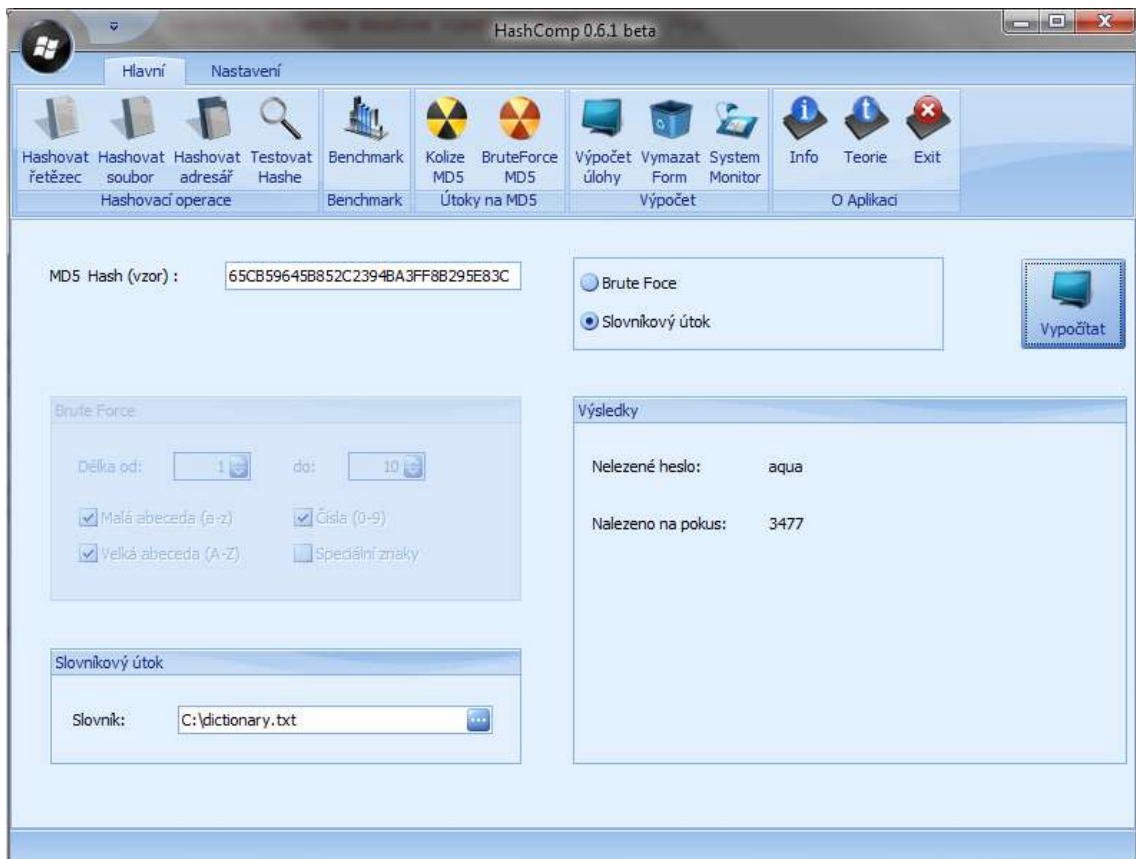 HashComp 0.6.1 beta
Hlavní Nastavení
Hashovat řetězec
Hashovat soubor
Hashovat adresář
Testovat Hashe
Benchmark
Kolize MD5
BruteForce MD5
Výpočet úlohy
Vymazat Form
System Monitor
Info
Teorie
Exit
Hashovací operace
Benchmark
Útoky na MD5
Výpočet
O Aplikaci
MD5 Hash (vzor) : 65CB59645B852C2394BA3FF8B295E83C
Brute Foce
Slovníkový útok
Vypočítat
Brute Force
Délka od: 1 do: 10
Malá abeceda (a-z) Čísla (0-9)
Velká abeceda (A-Z) Speciální znaky
Slovníkový útok
Slovník: C:\dictionary.txt
Výsledky
Nelezené heslo: aqua
Nalezeno na pokus: 3477